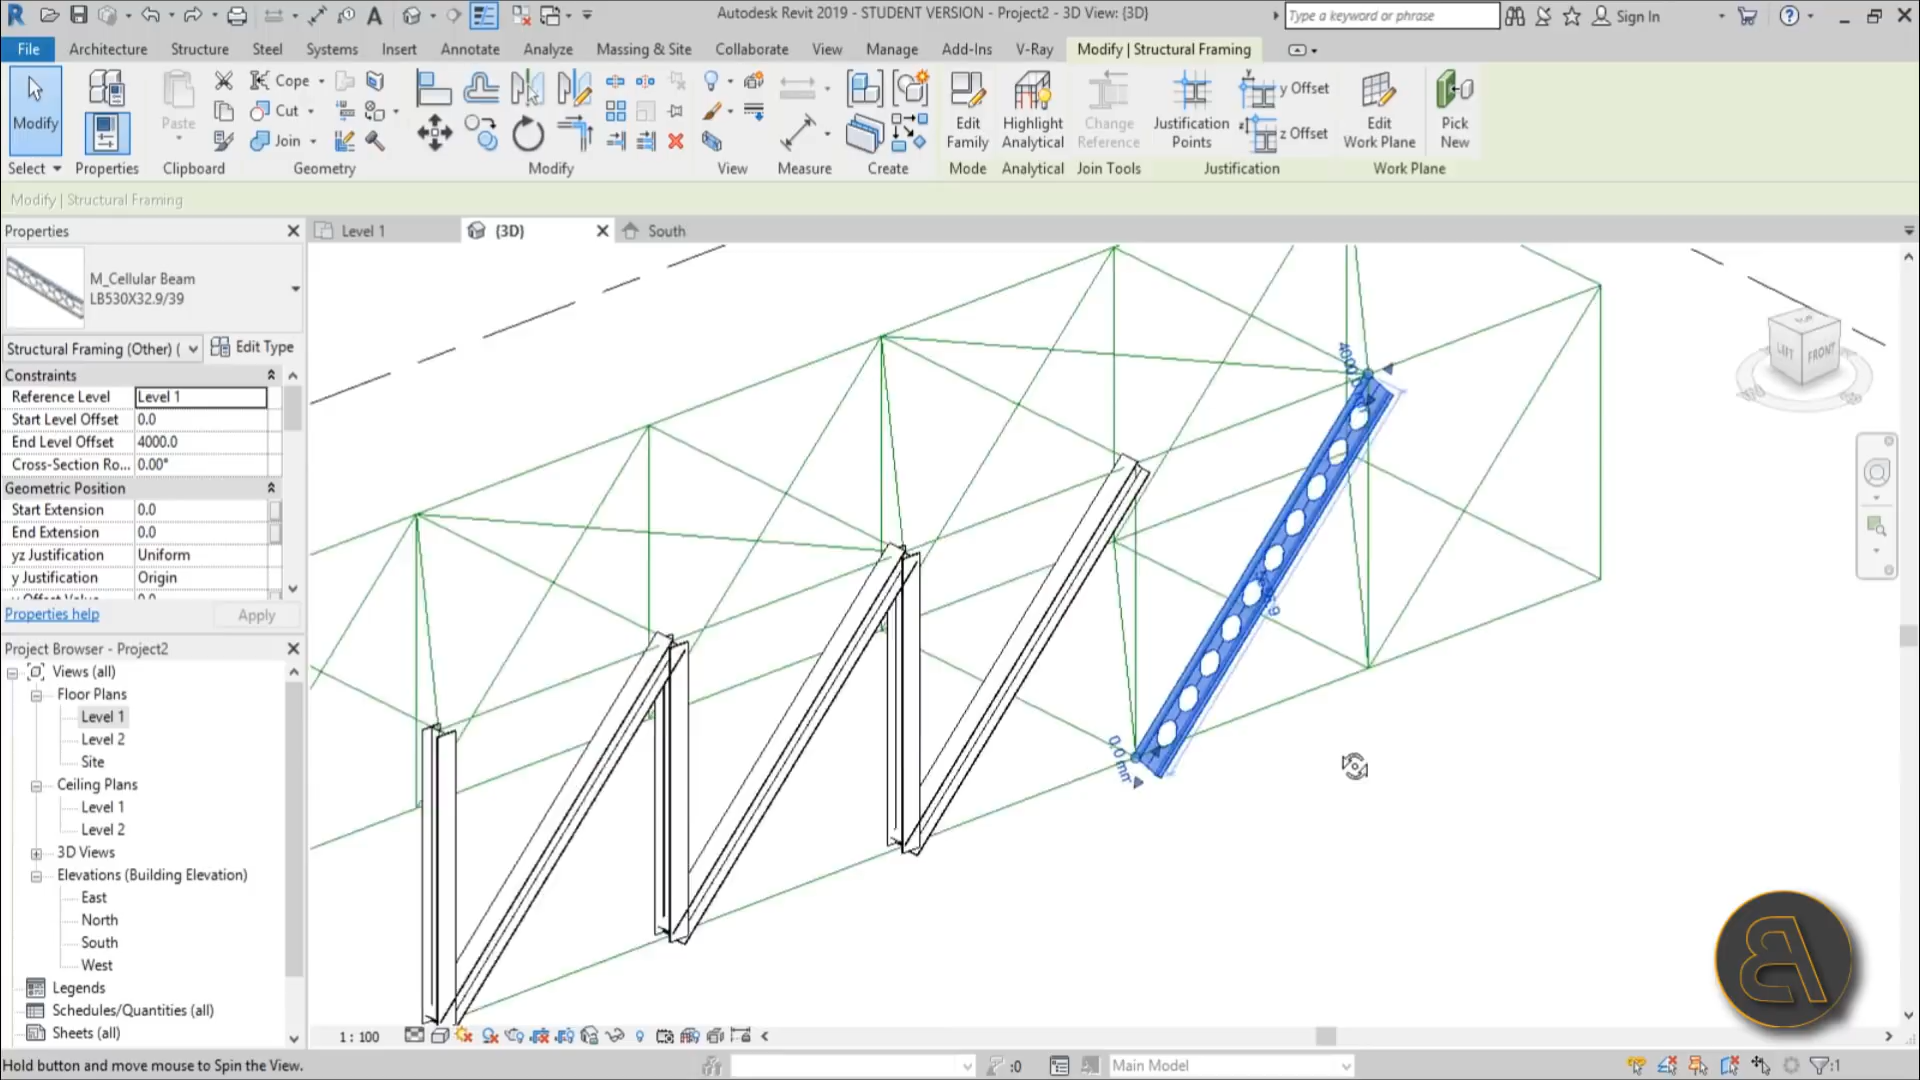 Autodesk Revit 2019 - STUDENT VERSION - Project2 - 3D View: {3D}
Type a keyword or phrase
Sign In
File Architecture Structure Steel Systems Insert Annotate Analyze Massing & Site Collaborate View Manage Add-Ins V-Ray Modify | Structural Framing
Modify
Paste
Cope
Cut
Join
Edit Family
Highlight Analytical
Change Reference
Justification Points
y Offset
z Offset
Edit Work Plane
Pick New
Select Properties Clipboard Geometry Modify View Measure Create Mode Analytical Join Tools Justification Work Plane
Modify | Structural Framing
Properties
Level 1
{3D}
South
M_Cellular Beam
LB530X32.9/39
Structural Framing (Other) (
Edit Type
Constraints
Reference Level Level 1
Start Level Offset 0.0
End Level Offset 4000.0
Cross-Section Ro... 0.00°
Geometric Position
Start Extension 0.0
End Extension 0.0
yz Justification Uniform
y Justification Origin
Properties help
Apply
Project Browser - Project2
Views (all)
Floor Plans
Level 1
Level 2
Site
Ceiling Plans
Level 1
Level 2
3D Views
Elevations (Building Elevation)
East
North
South
West
Legends
Schedules/Quantities (all)
Sheets (all)
LEFT
FRONT
0.0 mm
1 : 100
Hold button and move mouse to Spin the View.
:0
Main Model
:1